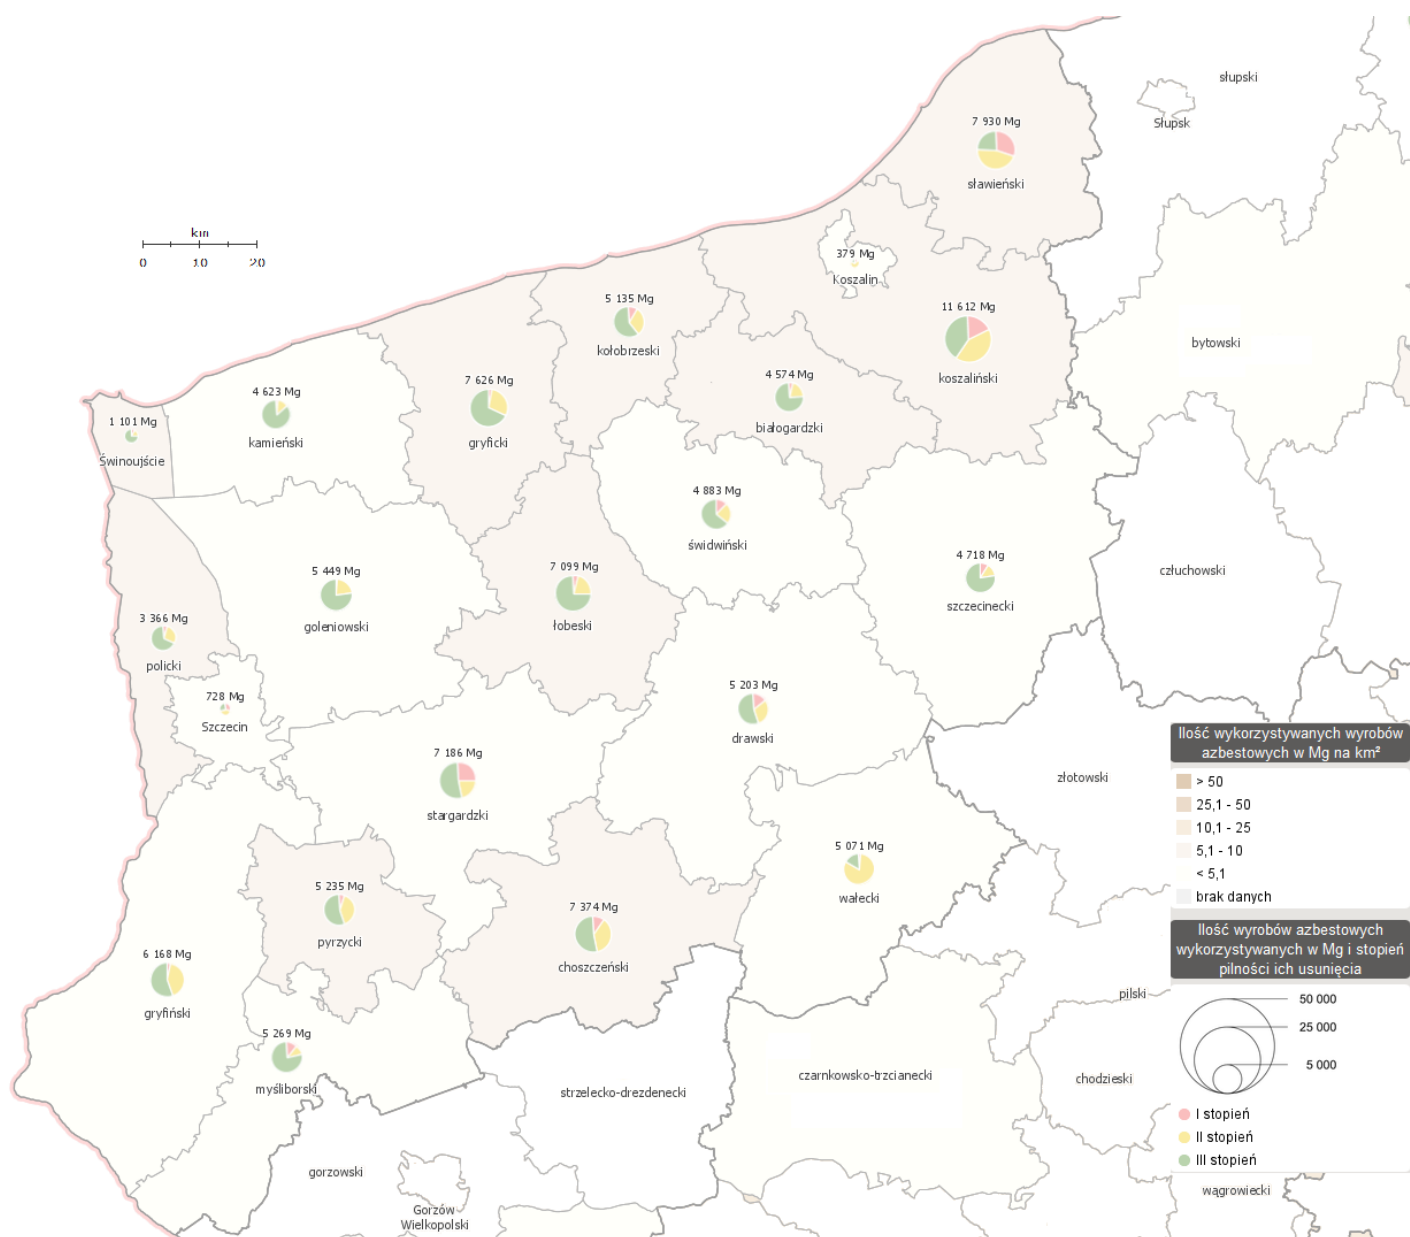 słupski
Słupsk
7 930 Mg
sławieński
km
0 10 20
379 Mg
Koszalin
5 135 Mg
kołobrzeski
11 612 Mg
koszaliński
bytowski
4 623 Mg
kamieński
7 626 Mg
gryficki
4 574 Mg
białogardzki
1 101 Mg
Świnoujście
4 883 Mg
świdwiński
5 449 Mg
goleniowski
7 099 Mg
łobeski
4 718 Mg
szczecinecki
człuchowski
3 366 Mg
policki
728 Mg
Szczecin
5 203 Mg
drawski
7 186 Mg
stargardzki
złotowski
Ilość wykorzystywanych wyrobów
azbestowych w Mg na km²
> 50
25,1 - 50
10,1 - 25
5,1 - 10
< 5,1
brak danych
5 071 Mg
wałecki
5 235 Mg
pyrzycki
7 374 Mg
choszczeński
6 168 Mg
gryfiński
Ilość wyrobów azbestowych
wykorzystywanych w Mg i stopień
pilności ich usunięcia
50 000
25 000
5 000
I stopień
II stopień
III stopień
pilski
5 269 Mg
myśliborski
strzelecko-drezdenecki
czarnkowsko-trzcianecki
chodzieski
gorzowski
Gorzów
Wielkopolski
wągrowiecki